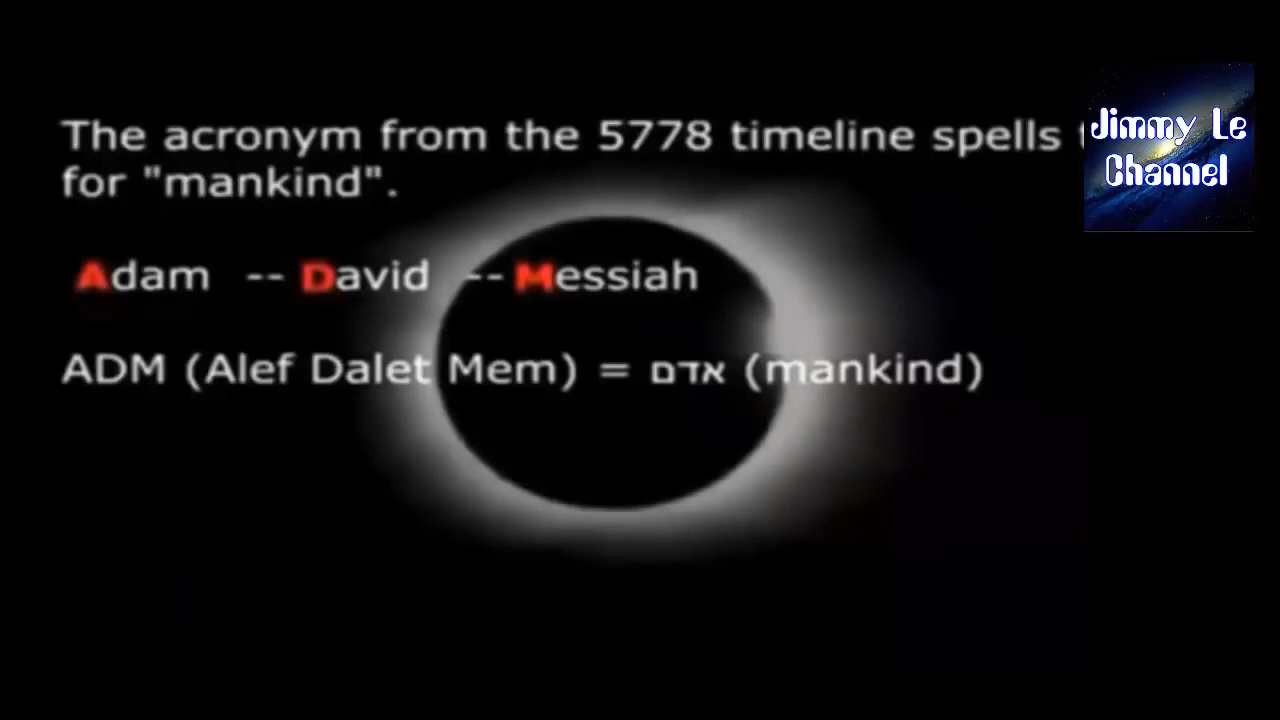 The acronym from the 5778 timeline spells
for "mankind".
Adam -- David -- Messiah
ADM (Alef Dalet Mem) = אדם (mankind)
Jimmy Le
Channel